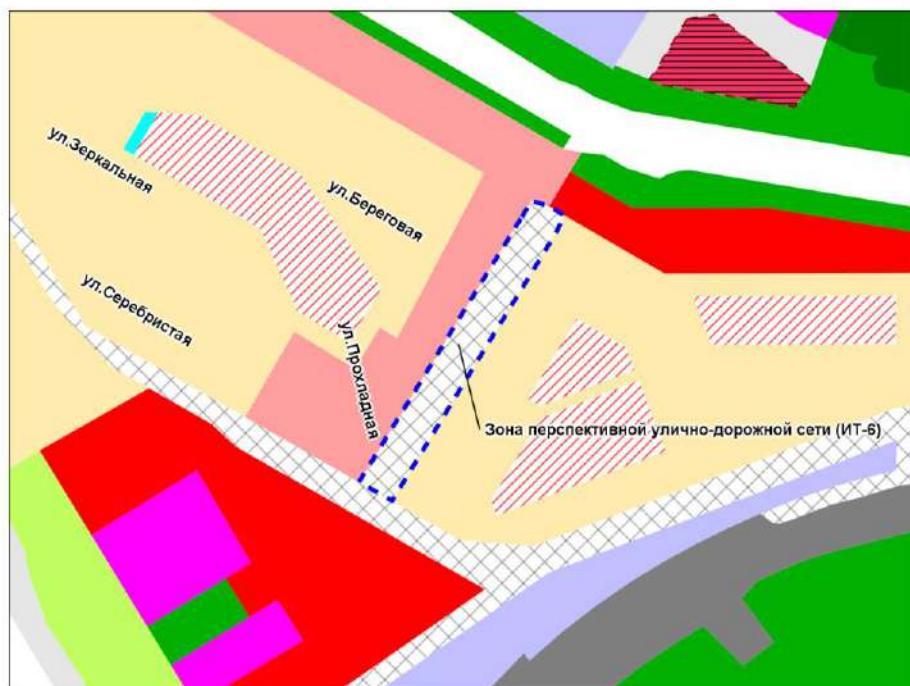 ул.Зеркальная
ул.Береговая
ул.Серебристая
ул.Прохладная
Зона перспективной улично-дорожной сети (ИТ-6)